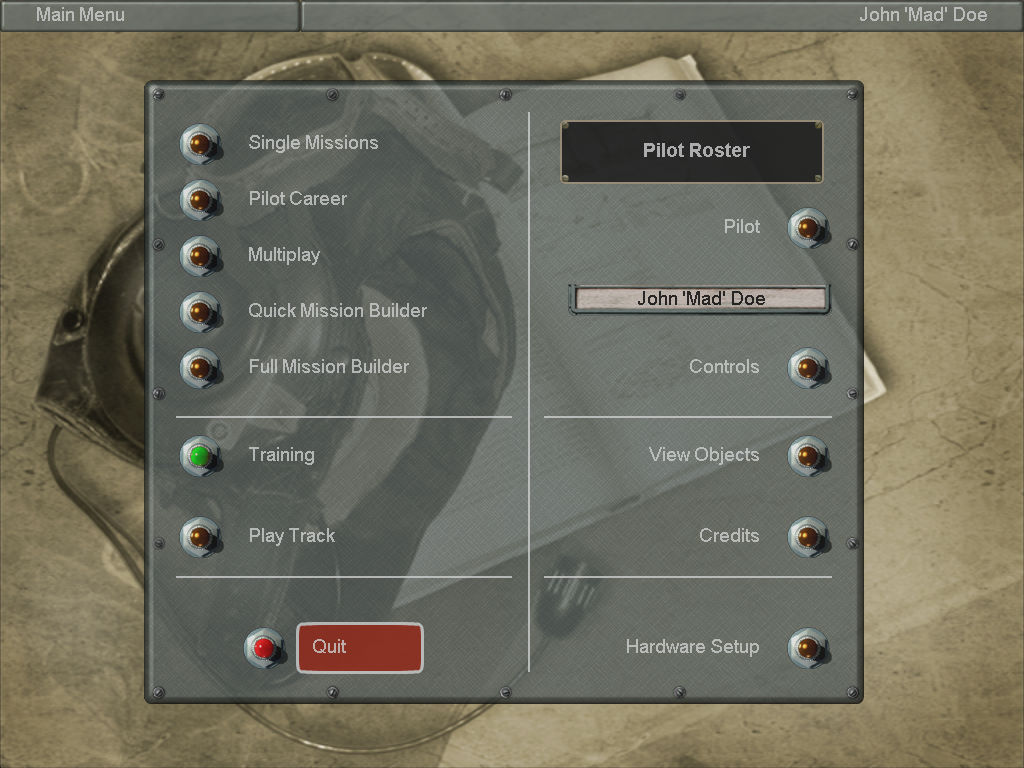 Main Menu
John 'Mad' Doe
Single Missions
Pilot Career
Multiplay
Quick Mission Builder
Full Mission Builder
Training
Play Track
Quit
Pilot Roster
Pilot
John 'Mad' Doe
Controls
View Objects
Credits
Hardware Setup